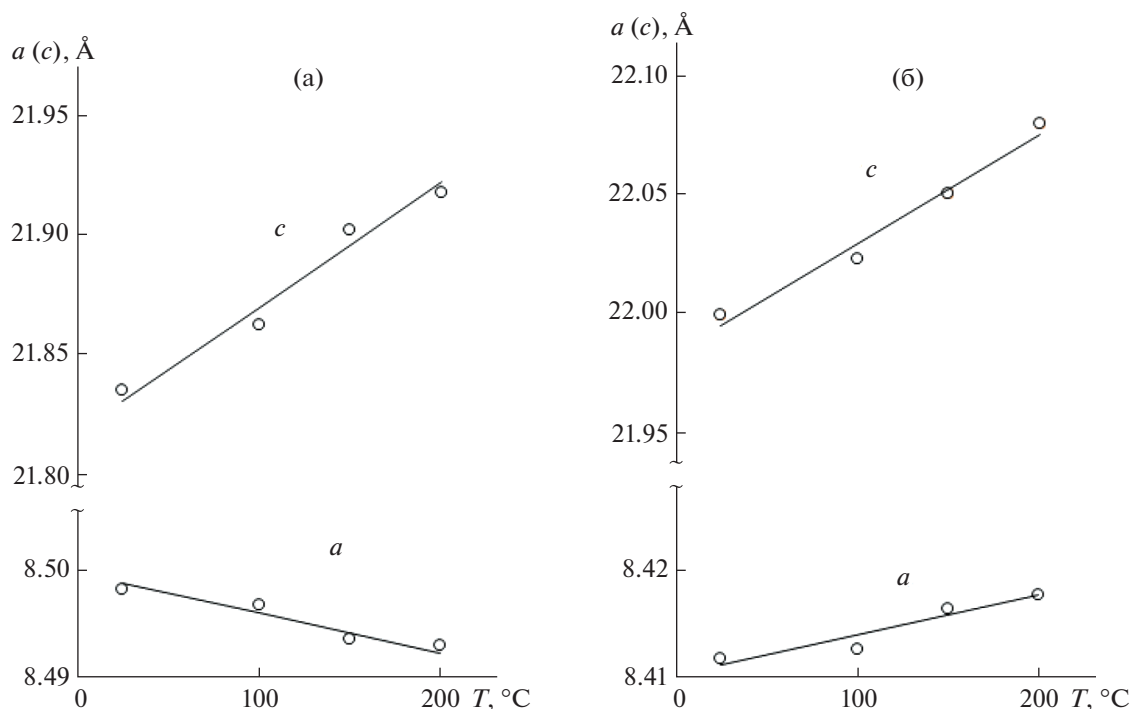 a (c), Å
(а)
21.95
21.90
c
21.85
21.80
a
8.50
8.49
0 100 200 T, °C
a (c), Å
(б)
22.10
c
22.05
22.00
21.95
8.42
a
8.41
0 100 200 T, °C